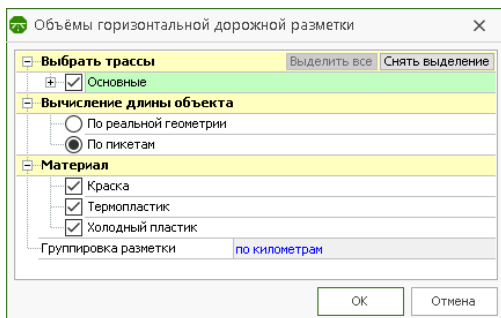 Объёмы горизонтальной дорожной разметки
Выбрать трассы Выделить все Снять выделение
Основные
Вычисление длины объекта
По реальной геометрии
По пикетам
Материал
Краска
Термопластик
Холодный пластик
Группировка разметки по километрам
ОК Отмена